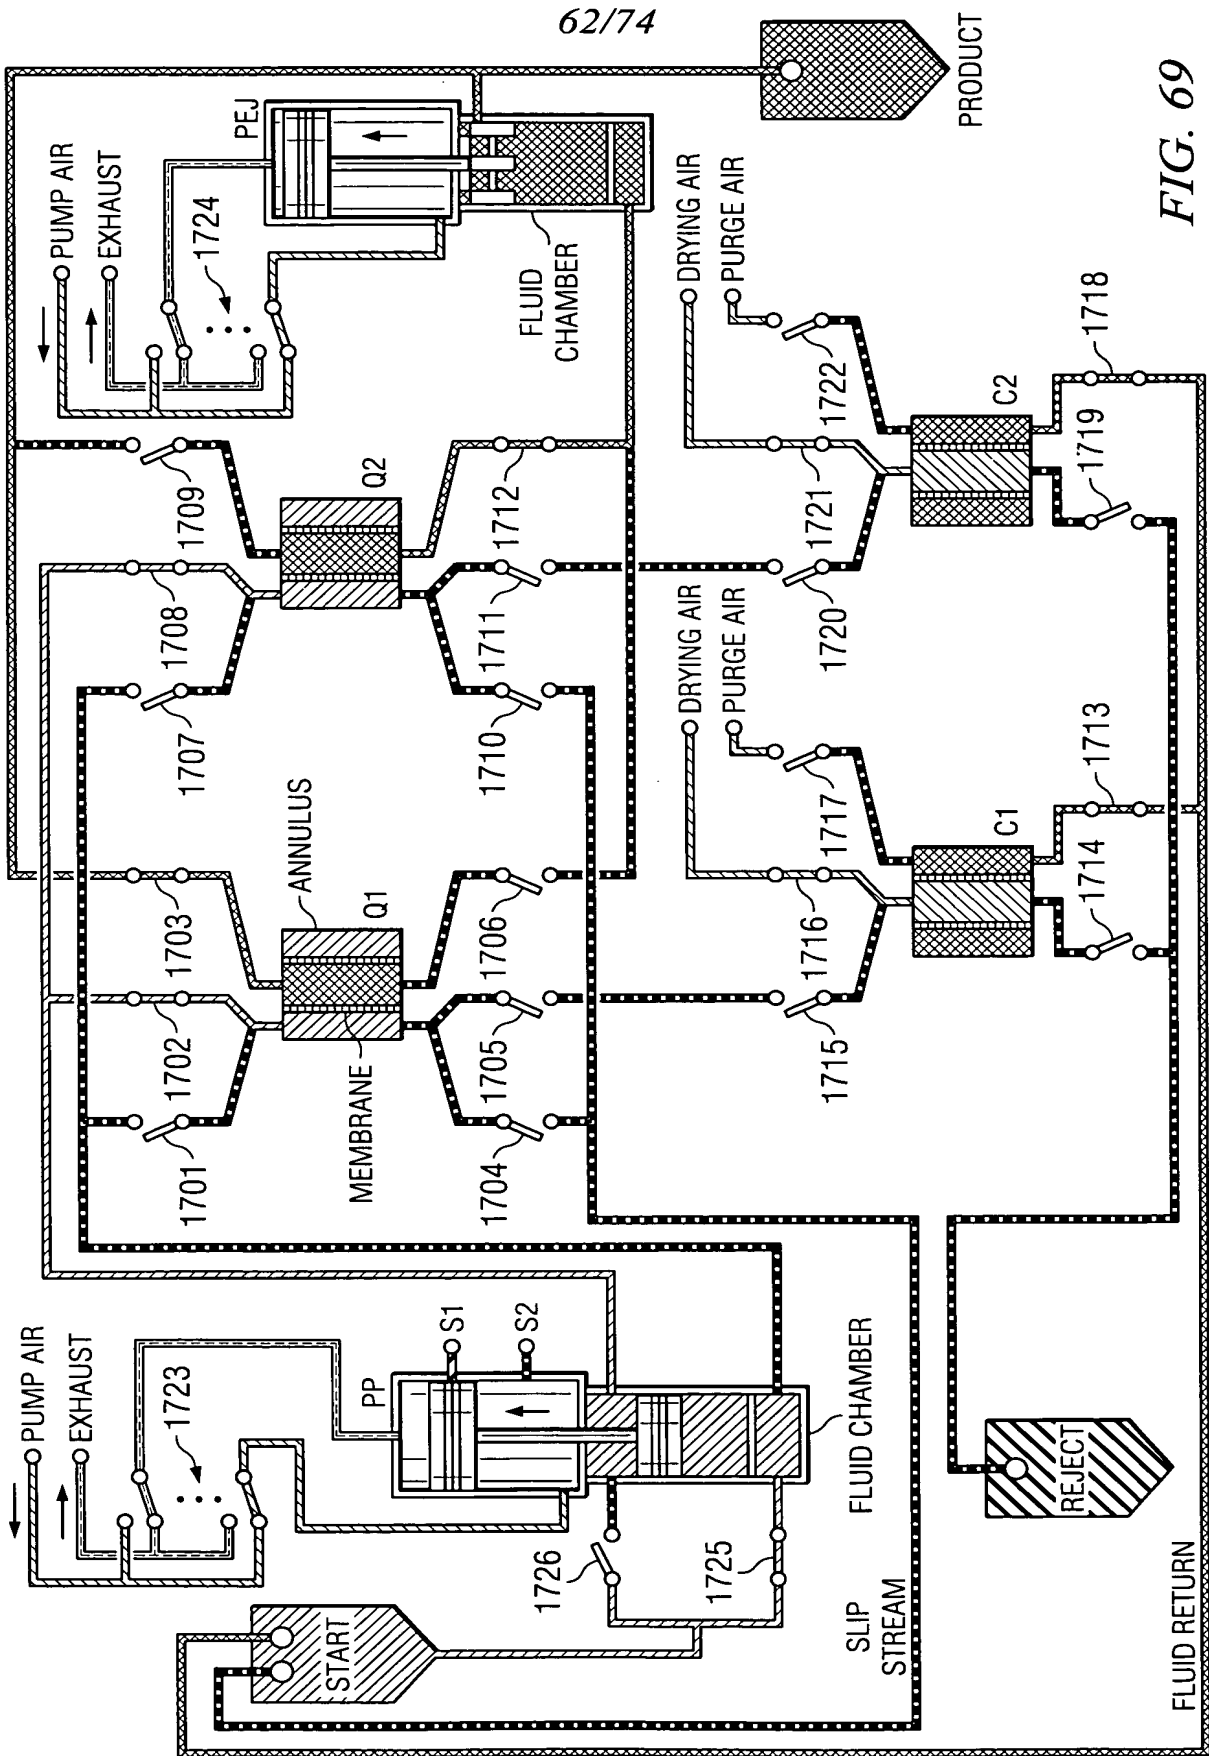 62/74
PUMP AIR
EXHAUST
1724
PEJ
FLUID
CHAMBER
PRODUCT
FIG. 69
1709
1708
1707
Q2
1712
1711
1710
DRYING AIR
PURGE AIR
1722
1721
1720
C2
1718
1719
1703
1702
1701
ANNULUS
Q1
MEMBRANE
1706
1705
1704
DRYING AIR
PURGE AIR
1717
1716
1715
C1
1713
1714
PUMP AIR
EXHAUST
1723
PP
S1
S2
FLUID CHAMBER
1726
1725
START
SLIP
STREAM
REJECT
FLUID RETURN